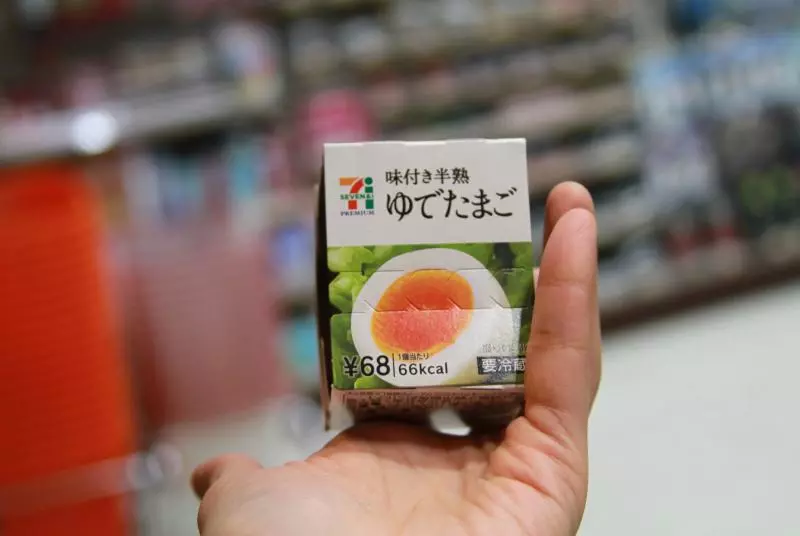 味付き半熟
SEVEN&i
PREMIUM
ゆでたまご
¥68
1個当たり
66kcal
要冷蔵